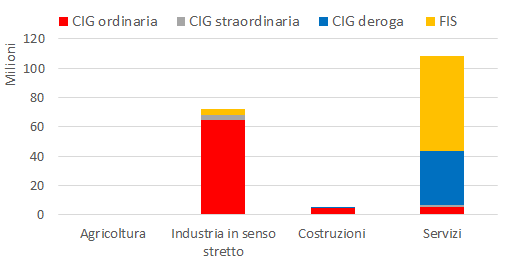 CIG ordinaria CIG straordinaria CIG deroga FIS
Milioni
120
100
80
60
40
20
0
Agricoltura Industria in senso stretto Costruzioni Servizi